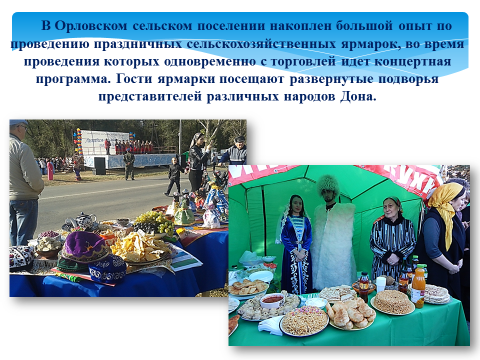 В Орловском сельском поселении накоплен большой опыт по
проведению праздничных сельскохозяйственных ярмарок, во время
проведения которых одновременно с торговлей идет концертная
программа. Гости ярмарки посещают развернутые подворья
представителей различных народов Дона.